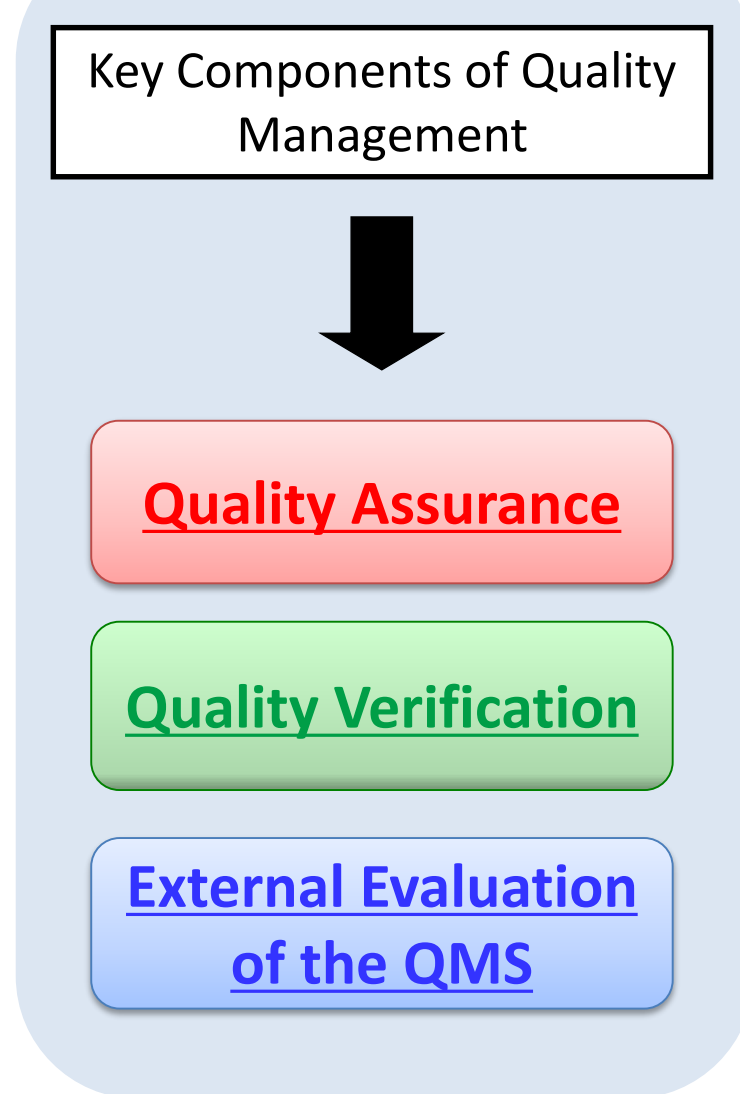 Key Components of Quality
Management
Quality Assurance
Quality Verification
External Evaluation
of the QMS